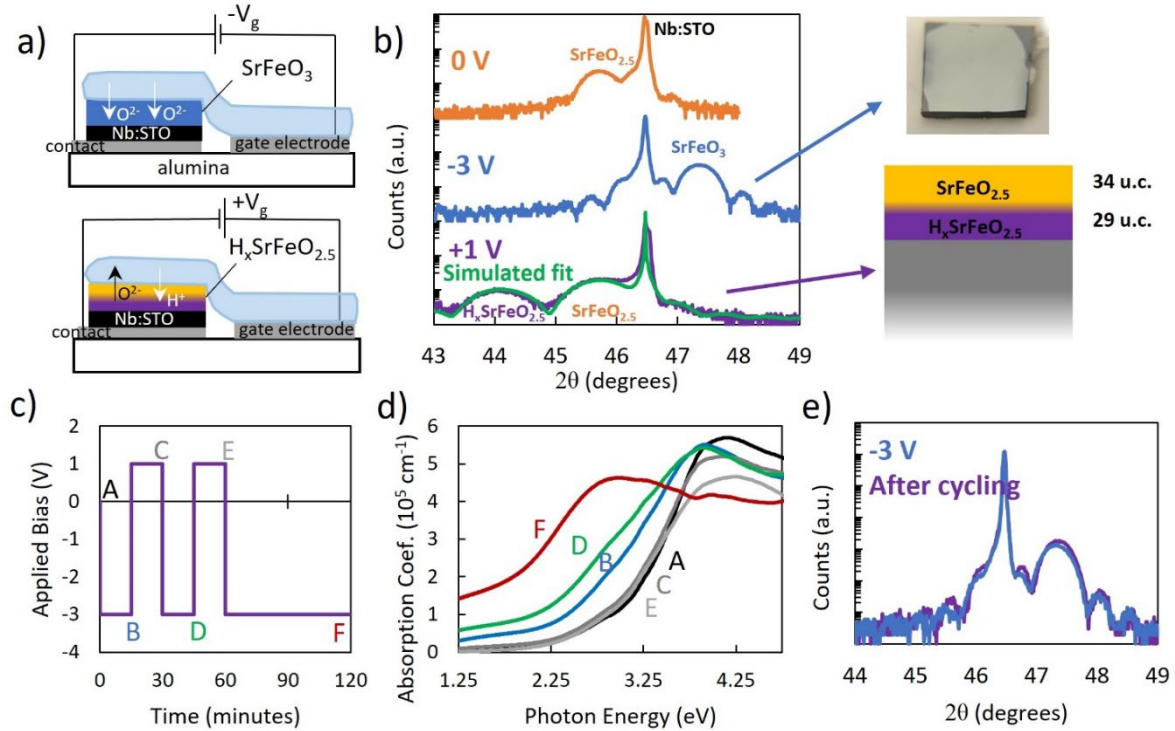 a)
-Vg
SrFeO3
O2- O2-
Nb:STO
contact
gate electrode
alumina
+Vg
HxSrFeO2.5
O2-
H+
Nb:STO
contact
gate electrode
b)
Nb:STO
0 V
SrFeO2.5
-3 V
SrFeO3
+1 V
Simulated fit
HxSrFeO2.5
SrFeO2.5
Counts (a.u.)
43 44 45 46 47 48 49
2θ (degrees)
SrFeO2.5
34 u.c.
HxSrFeO2.5
29 u.c.
c)
Applied Bias (V)
2
1
0
-1
-2
-3
-4
A
C
E
B
D
F
0 30 60 90 120
Time (minutes)
d)
Absorption Coef. (10⁵ cm⁻¹)
6
5
4
3
2
1
0
F
D
B
A
C
E
1.25 2.25 3.25 4.25
Photon Energy (eV)
e)
-3 V
After cycling
Counts (a.u.)
44 45 46 47 48 49
2θ (degrees)